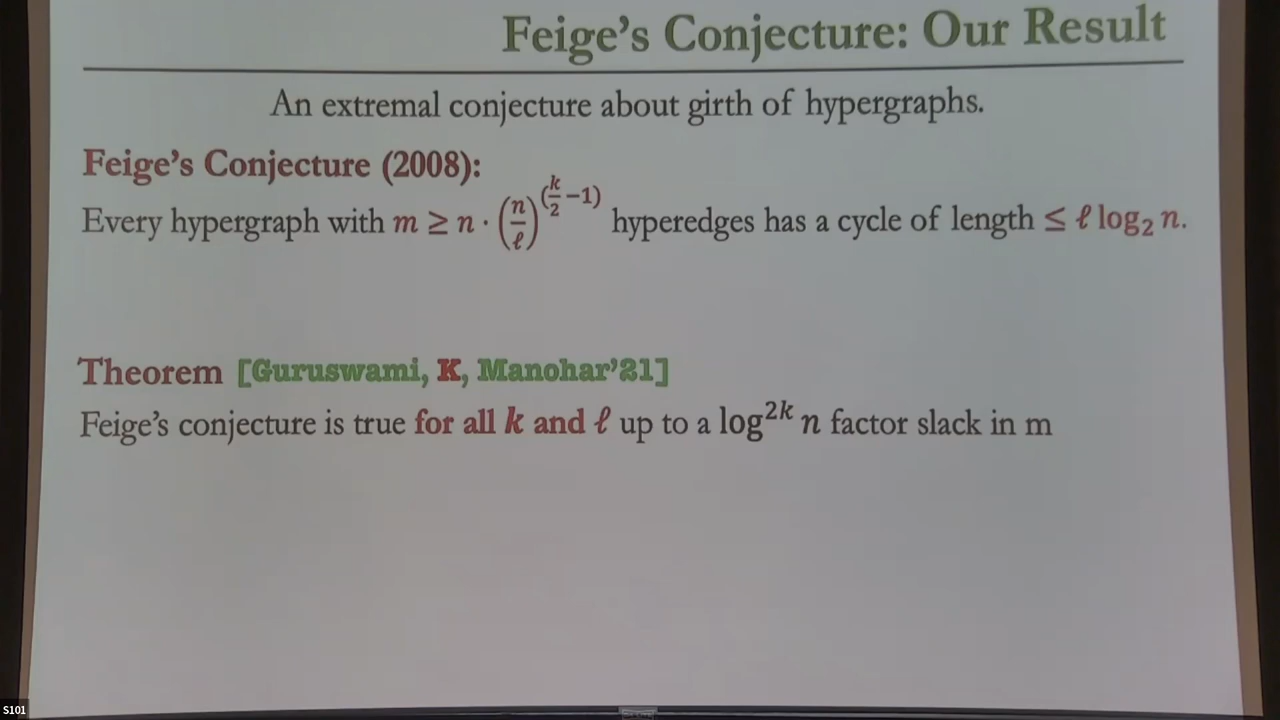 Feige's Conjecture: Our Result
An extremal conjecture about girth of hypergraphs.
Feige's Conjecture (2008):
Every hypergraph with m ≥ n · (n/ℓ)^(k/2 −1) hyperedges has a cycle of length ≤ ℓ log₂ n.
Theorem [Guruswami, K, Manohar'21]
Feige's conjecture is true for all k and ℓ up to a log^{2k} n factor slack in m
S101